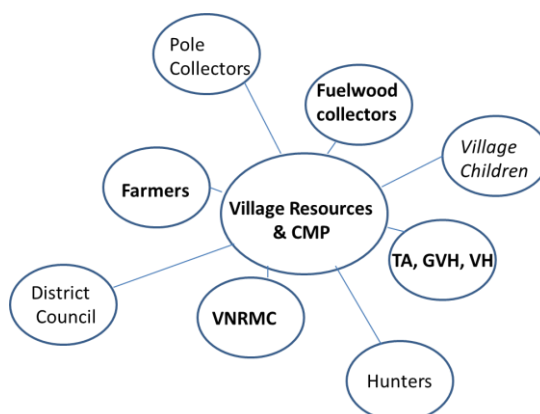 Pole
Collectors
Fuelwood
collectors
Village
Children
Farmers
Village Resources
& CMP
TA, GVH, VH
District
Council
VNRMC
Hunters